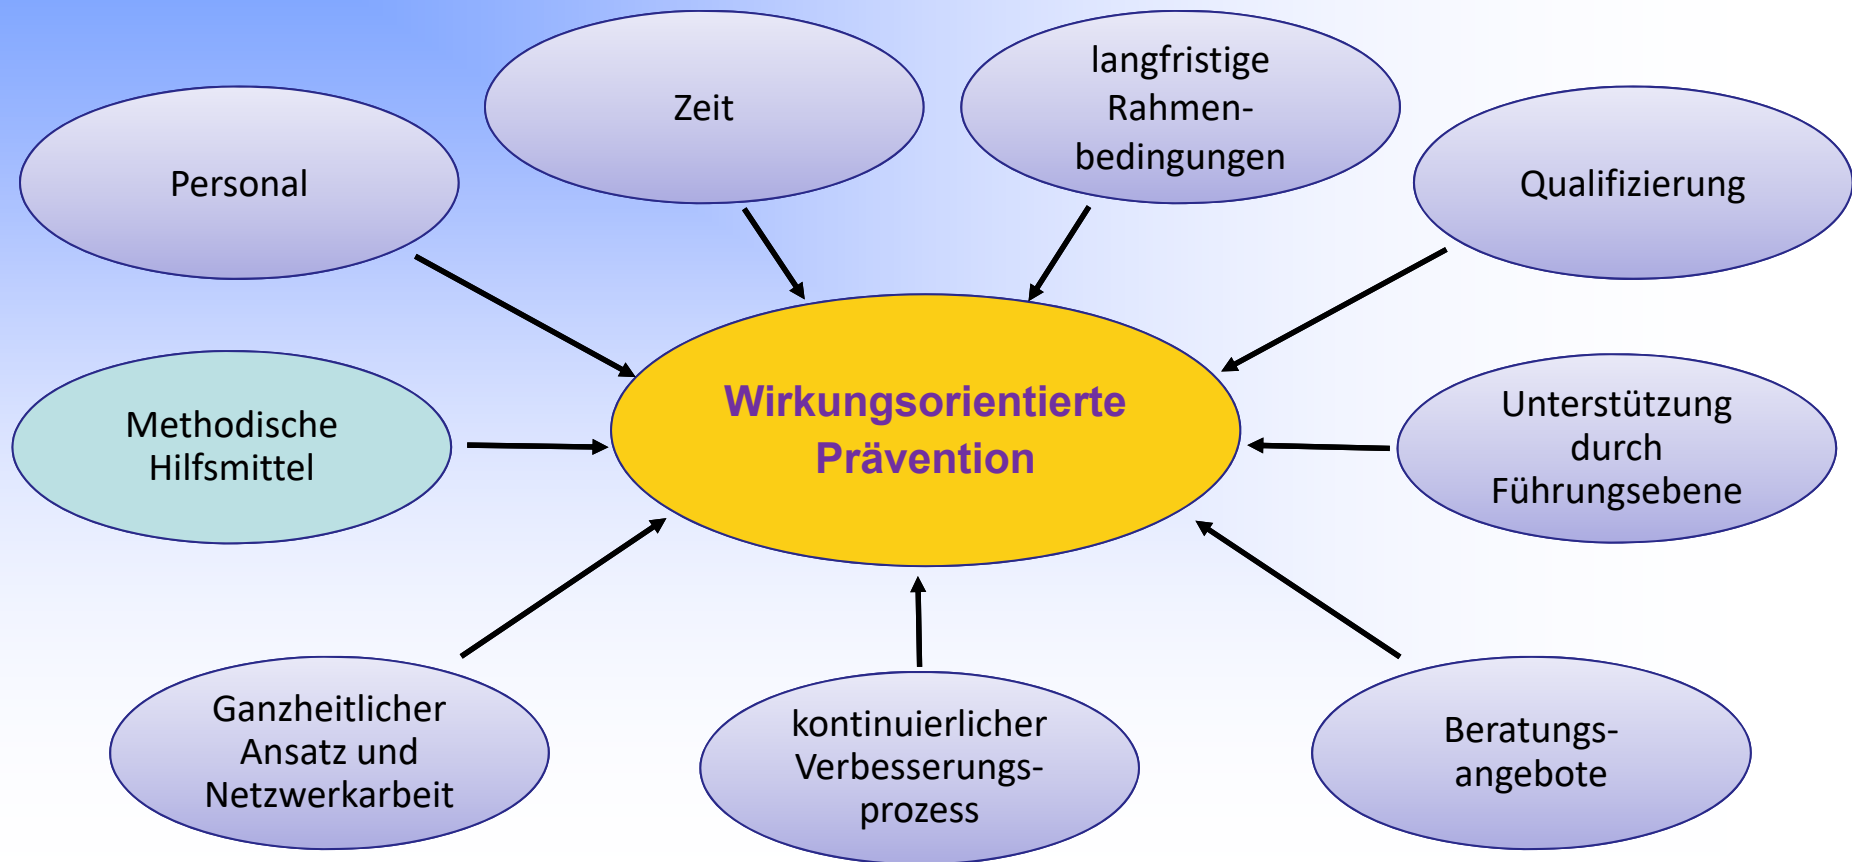 Personal
Zeit
langfristige
Rahmen-
bedingungen
Qualifizierung
Methodische
Hilfsmittel
Wirkungsorientierte
Prävention
Unterstützung
durch
Führungsebene
Ganzheitlicher
Ansatz und
Netzwerkarbeit
kontinuierlicher
Verbesserungs-
prozess
Beratungs-
angebote